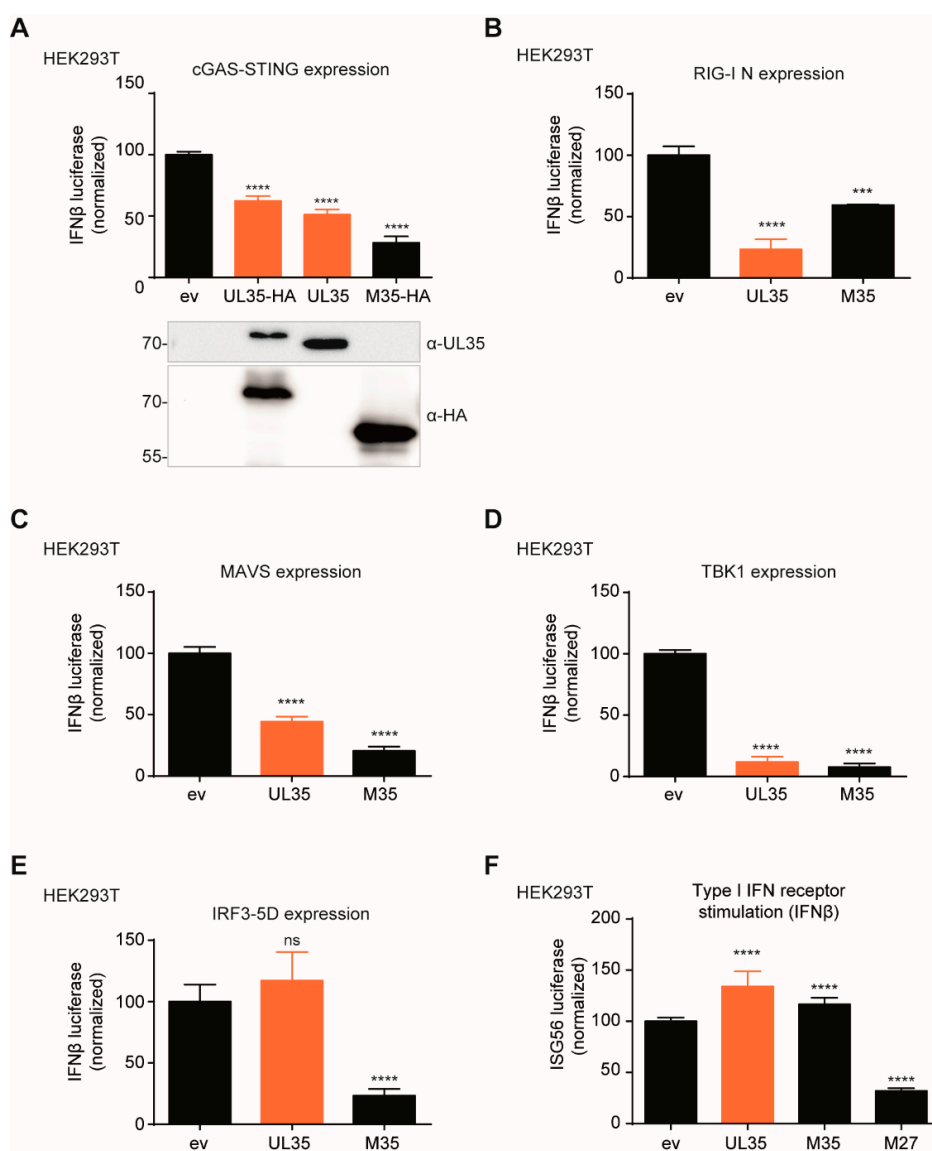 A
HEK293T
cGAS-STING expression
IFNβ luciferase
(normalized)
150
100
50
0
****
****
****
ev
UL35-HA
UL35
M35-HA
70-
α-UL35
70-
55-
α-HA
B
HEK293T
RIG-I N expression
IFNβ luciferase
(normalized)
150
100
50
0
****
***
ev
UL35
M35
C
HEK293T
MAVS expression
IFNβ luciferase
(normalized)
150
100
50
0
****
****
ev
UL35
M35
D
HEK293T
TBK1 expression
IFNβ luciferase
(normalized)
150
100
50
0
****
****
ev
UL35
M35
E
HEK293T
IRF3-5D expression
IFNβ luciferase
(normalized)
150
100
50
0
ns
****
ev
UL35
M35
F
HEK293T
Type I IFN receptor
stimulation (IFNβ)
ISG56 luciferase
(normalized)
200
150
100
50
0
****
****
****
ev
UL35
M35
M27